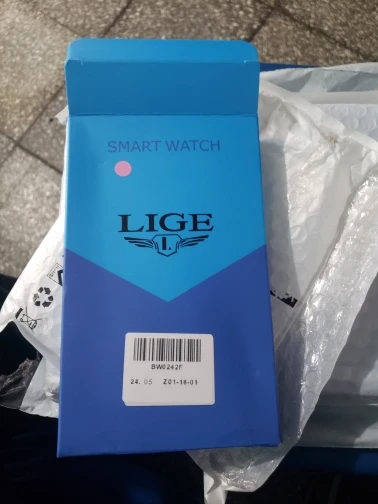 SMART WATCH
LIGE
L
BW0242F
24. 05 Z01-18-01